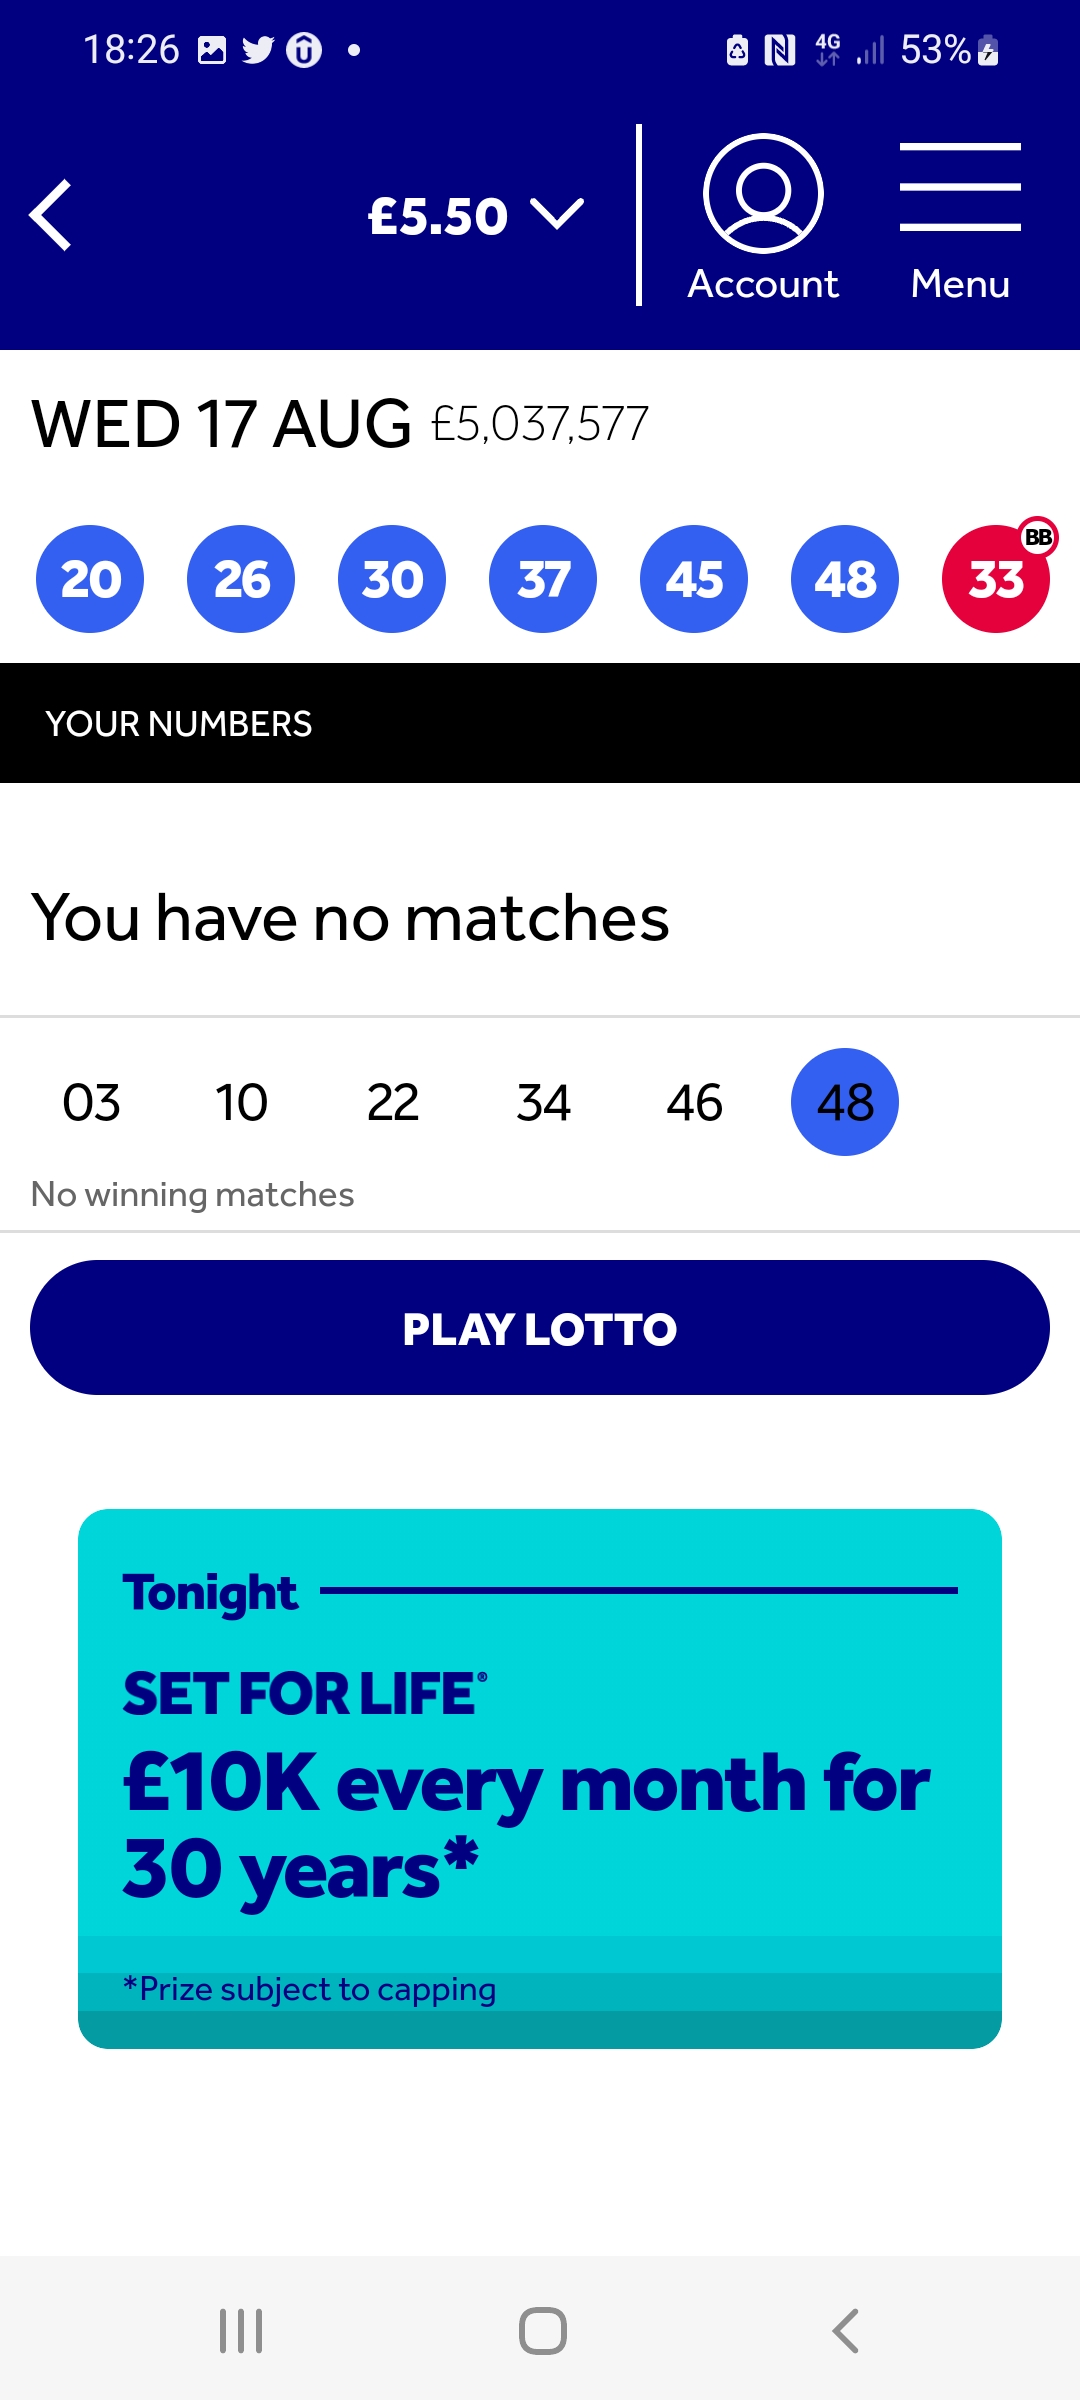 18:26
4G 53%
£5.50
Account
Menu
WED 17 AUG £5,037,577
20 26 30 37 45 48 33 BB
YOUR NUMBERS
You have no matches
03 10 22 34 46 48
No winning matches
PLAY LOTTO
Tonight
SET FOR LIFE®
£10K every month for
30 years*
*Prize subject to capping